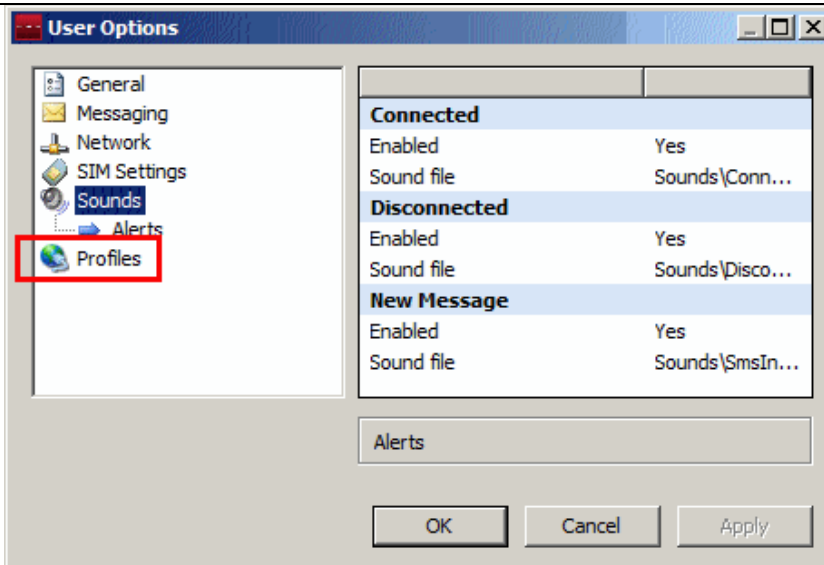 User Options
General
Messaging
Network
SIM Settings
Sounds
Alerts
Profiles
Connected
Enabled Yes
Sound file Sounds\Conn...
Disconnected
Enabled Yes
Sound file Sounds\Disco...
New Message
Enabled Yes
Sound file Sounds\SmsIn...
Alerts
OK Cancel Apply